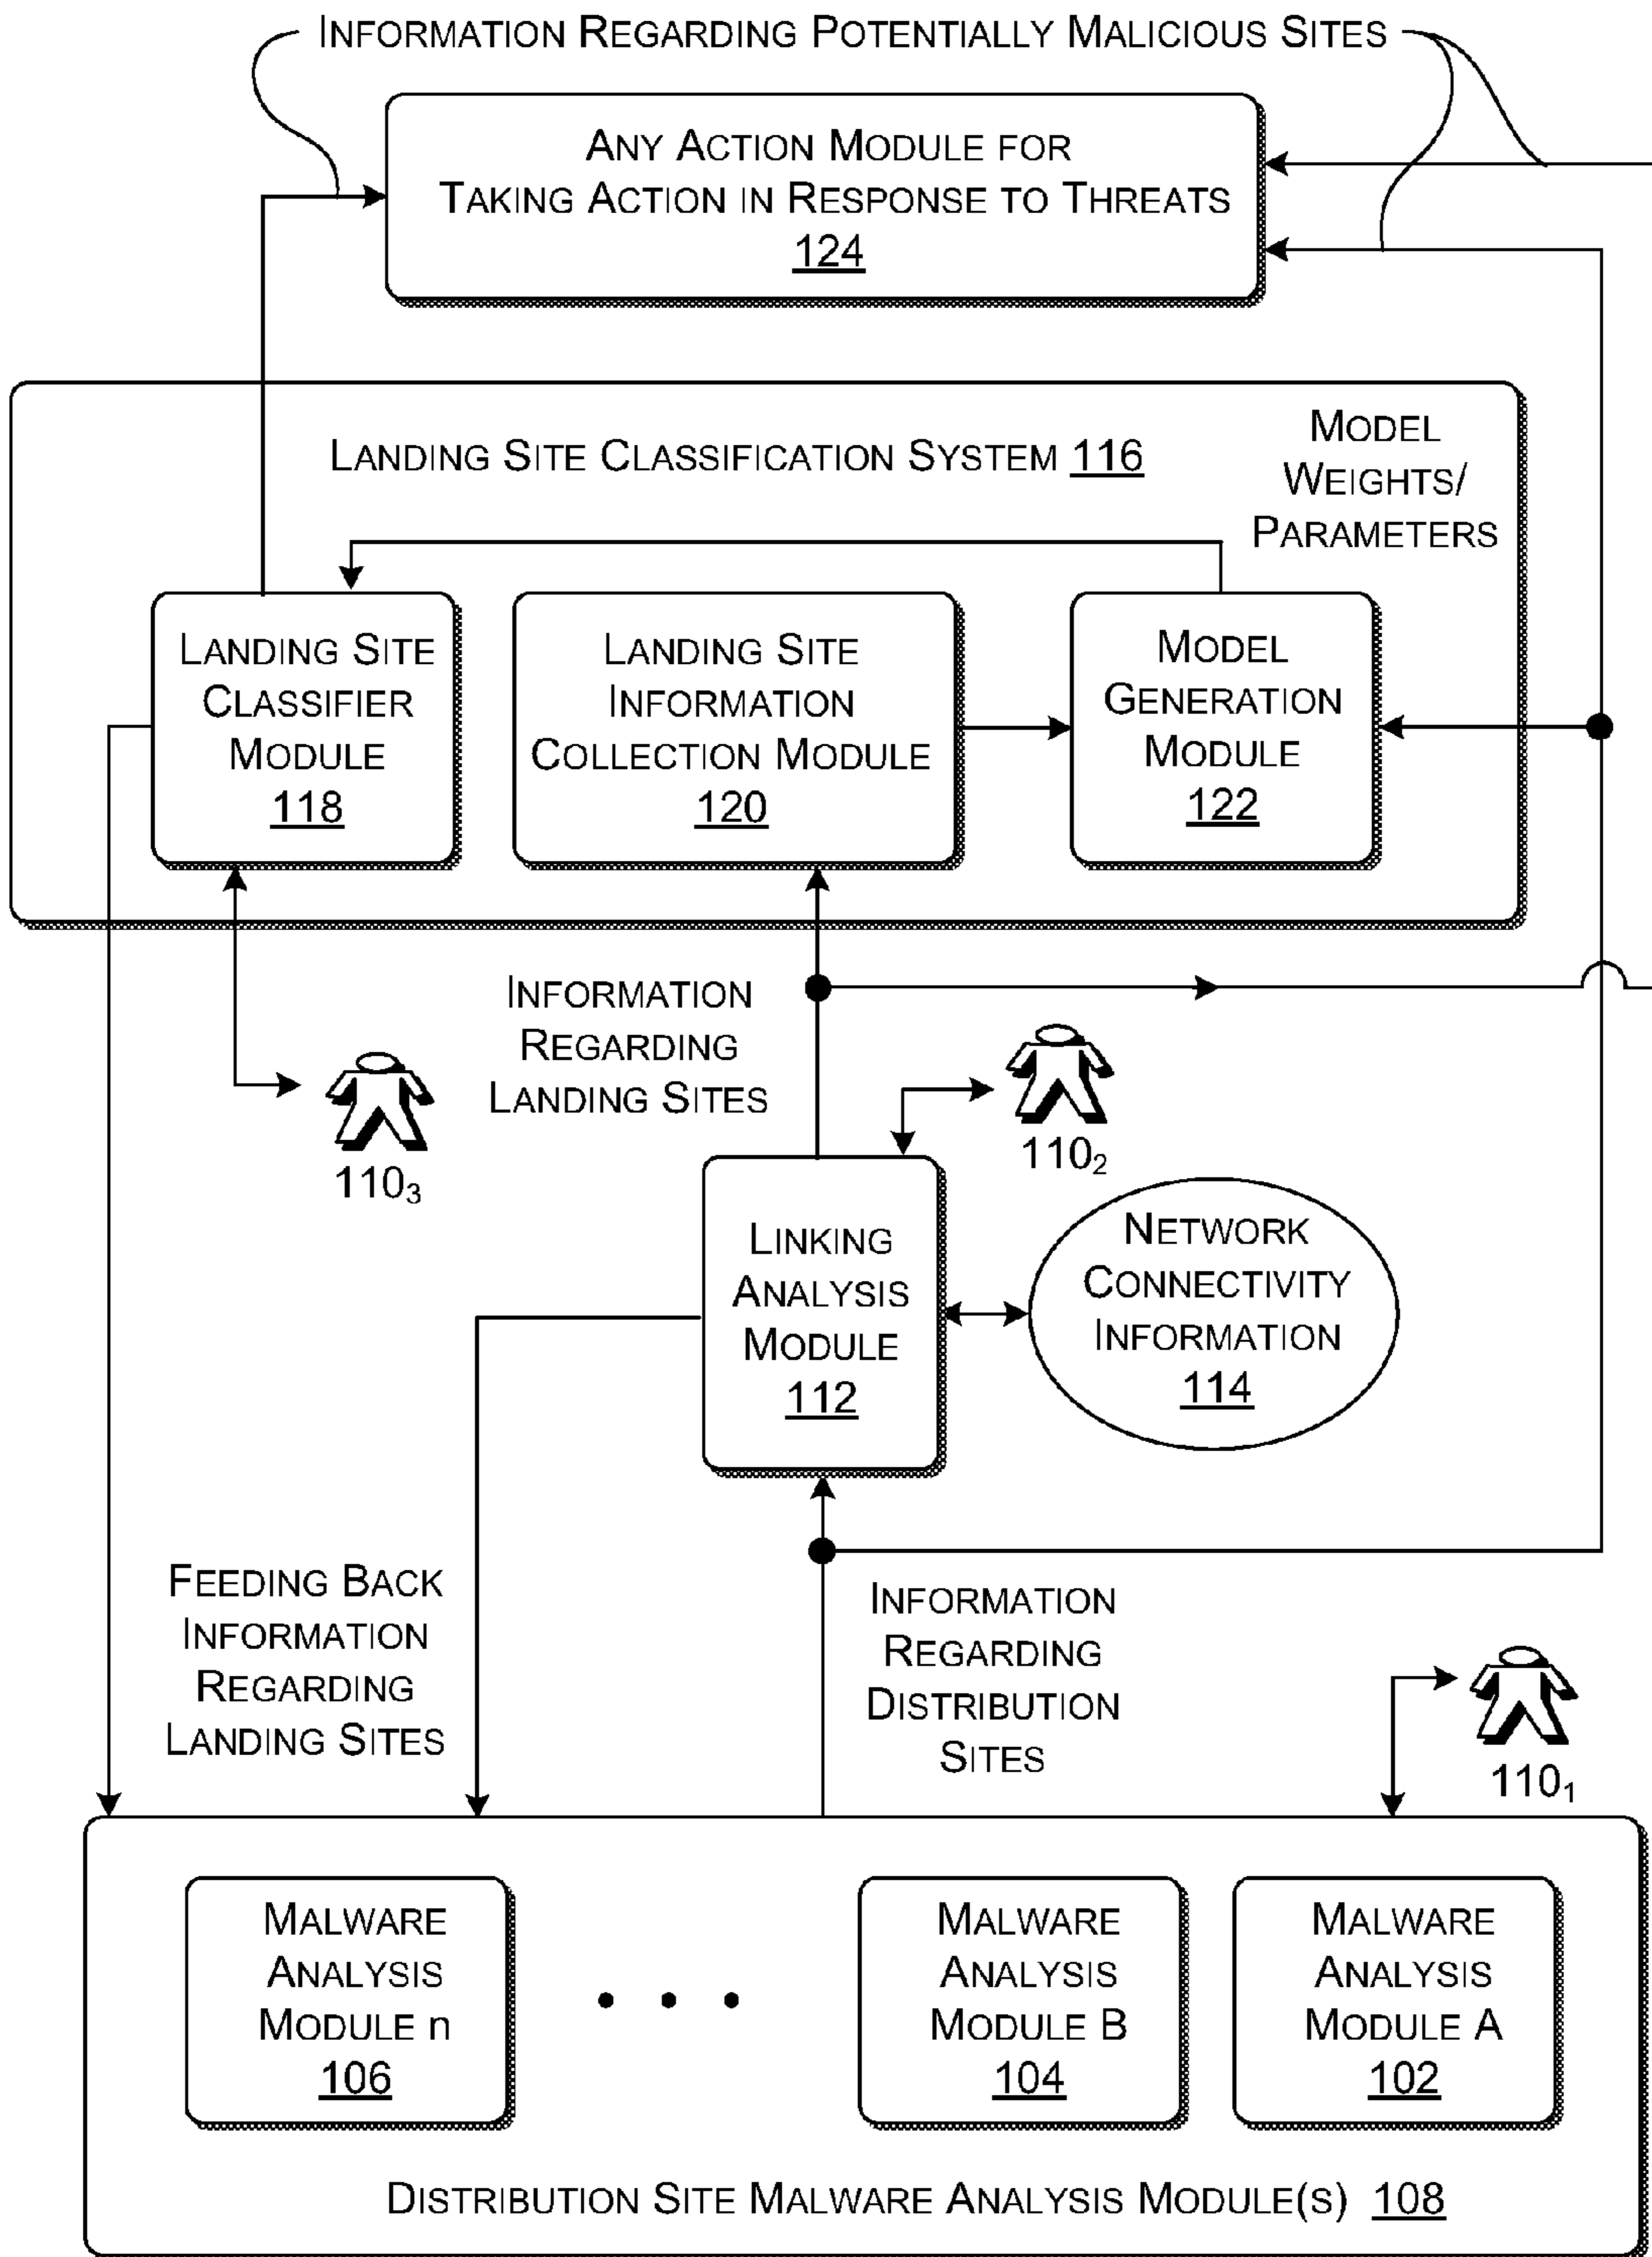 INFORMATION REGARDING POTENTIALLY MALICIOUS SITES
ANY ACTION MODULE FOR
TAKING ACTION IN RESPONSE TO THREATS
124
LANDING SITE CLASSIFICATION SYSTEM 116
MODEL
WEIGHTS/
PARAMETERS
LANDING SITE
CLASSIFIER
MODULE
118
LANDING SITE
INFORMATION
COLLECTION MODULE
120
MODEL
GENERATION
MODULE
122
INFORMATION
REGARDING
LANDING SITES
110₃
110₂
LINKING
ANALYSIS
MODULE
112
NETWORK
CONNECTIVITY
INFORMATION
114
FEEDING BACK
INFORMATION
REGARDING
LANDING SITES
INFORMATION
REGARDING
DISTRIBUTION
SITES
110₁
MALWARE
ANALYSIS
MODULE n
106
• • •
MALWARE
ANALYSIS
MODULE B
104
MALWARE
ANALYSIS
MODULE A
102
DISTRIBUTION SITE MALWARE ANALYSIS MODULE(S) 108